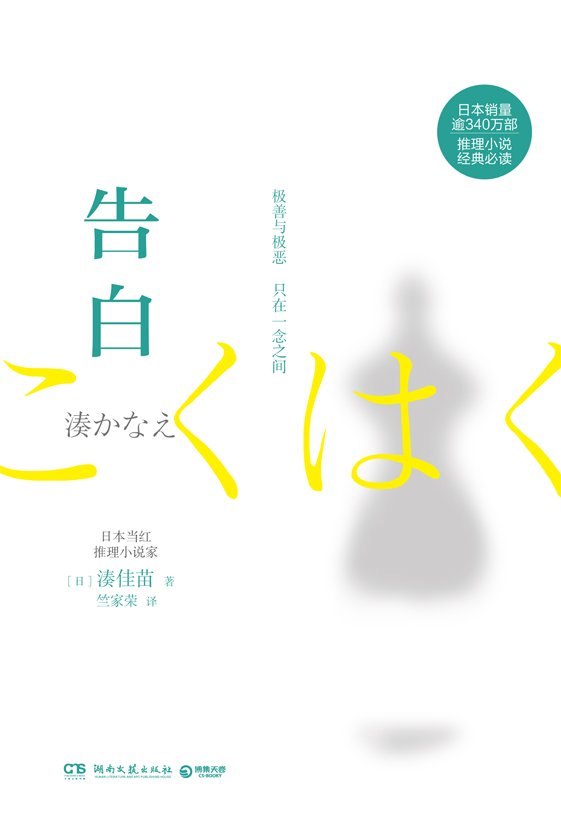 日本销量
逾340万部
推理小说
经典必读
告白
极善与极恶 只在一念之间
こくはく
湊かなえ
日本当红
推理小说家
[日]湊佳苗 著
竺家荣 译
湖南文艺出版社
博集天卷
CS-BOOKY